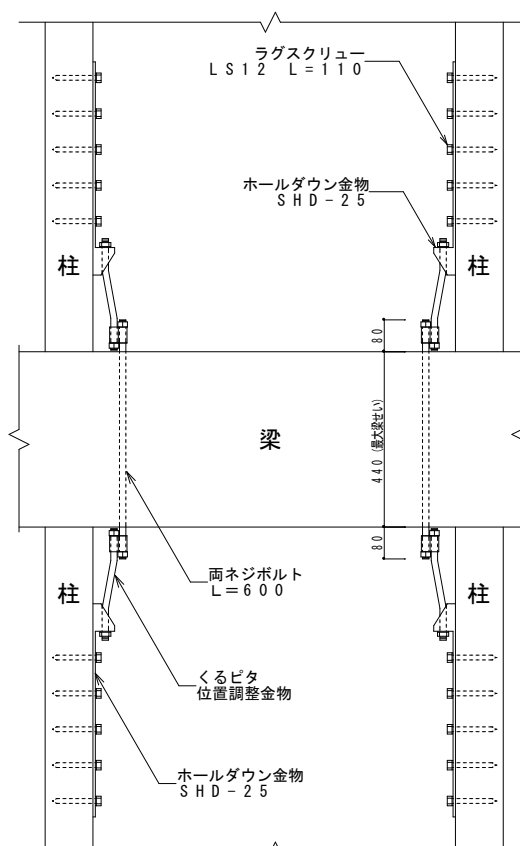 ラグスクリュー
LS12 L=110
ホールダウン金物
SHD-25
柱
柱
80
梁
440(最大梁せい)
80
両ネジボルト
L=600
柱
柱
くるピタ
位置調整金物
ホールダウン金物
SHD-25